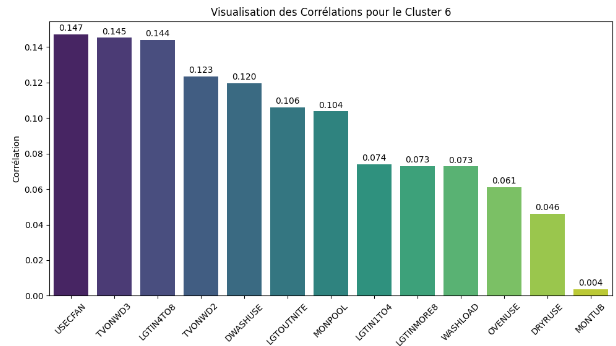 Visualisation des Corrélations pour le Cluster 6
Corrélation
0.14
0.12
0.10
0.08
0.06
0.04
0.02
0.00
0.147
0.145
0.144
0.123
0.120
0.106
0.104
0.074
0.073
0.073
0.061
0.046
0.004
USECFAN
TVONWD3
LGTIN4TO8
TVONWD2
DWASHUSE
LGTOUTNITE
MONPOOL
LGTIN1TO4
LGTINMORE8
WASHLOAD
OVENUSE
DRYRUSE
MONTUB